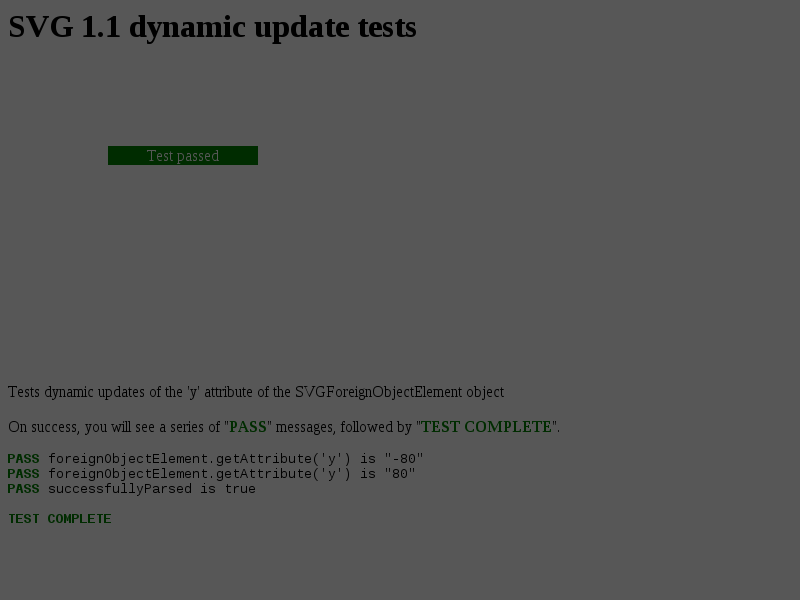 SVG 1.1 dynamic update tests
Test passed
Tests dynamic updates of the 'y' attribute of the SVGForeignObjectElement object
On success, you will see a series of "PASS" messages, followed by "TEST COMPLETE".
PASS foreignObjectElement.getAttribute('y') is "-80"
PASS foreignObjectElement.getAttribute('y') is "80"
PASS successfullyParsed is true
TEST COMPLETE